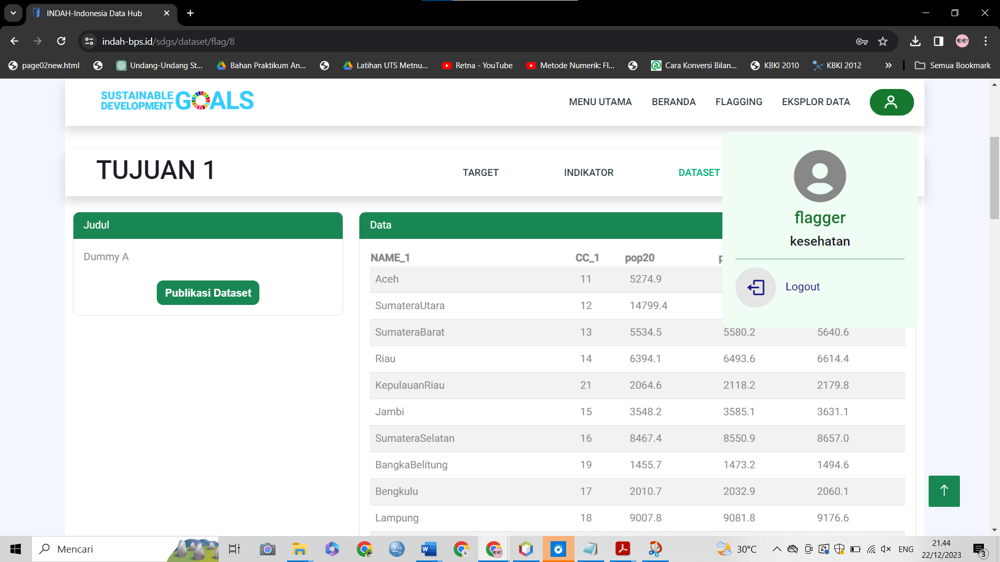 INDAH-Indonesia Data Hub
indah-bps.id/sdgs/dataset/flag/8
page02new.html
Undang-Undang St...
Bahan Praktikum An...
Latihan UTS Metnu...
Retna - YouTube
Metode Numerik: FI...
Cara Konversi Bilan...
KBKI 2010
KBKI 2012
Semua Bookmark
SUSTAINABLE DEVELOPMENT GOALS
MENU UTAMA
BERANDA
FLAGGING
EKSPLOR DATA
TUJUAN 1
TARGET
INDIKATOR
DATASET
flagger
kesehatan
Logout
Judul
Dummy A
Publikasi Dataset
Data
NAME_1 CC_1 pop20
Aceh 11 5274.9
SumateraUtara 12 14799.4
SumateraBarat 13 5534.5 5580.2 5640.6
Riau 14 6394.1 6493.6 6614.4
KepulauanRiau 21 2064.6 2118.2 2179.8
Jambi 15 3548.2 3585.1 3631.1
SumateraSelatan 16 8467.4 8550.9 8657.0
BangkaBelitung 19 1455.7 1473.2 1494.6
Bengkulu 17 2010.7 2032.9 2060.1
Lampung 18 9007.8 9081.8 9176.6
Mencari
30°C
ENG
21.44
22/12/2023
3